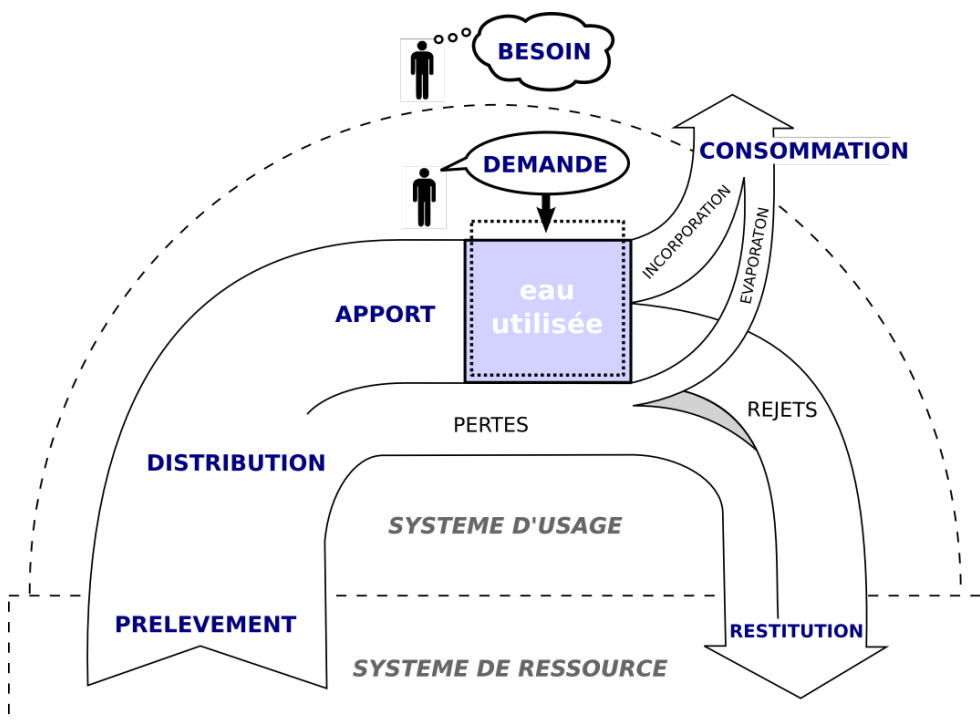 BESOIN
DEMANDE
CONSOMMATION
INCORPORATION
EVAPORATON
eau
utilisée
APPORT
REJETS
PERTES
DISTRIBUTION
SYSTEME D'USAGE
PRELEVEMENT
RESTITUTION
SYSTEME DE RESSOURCE